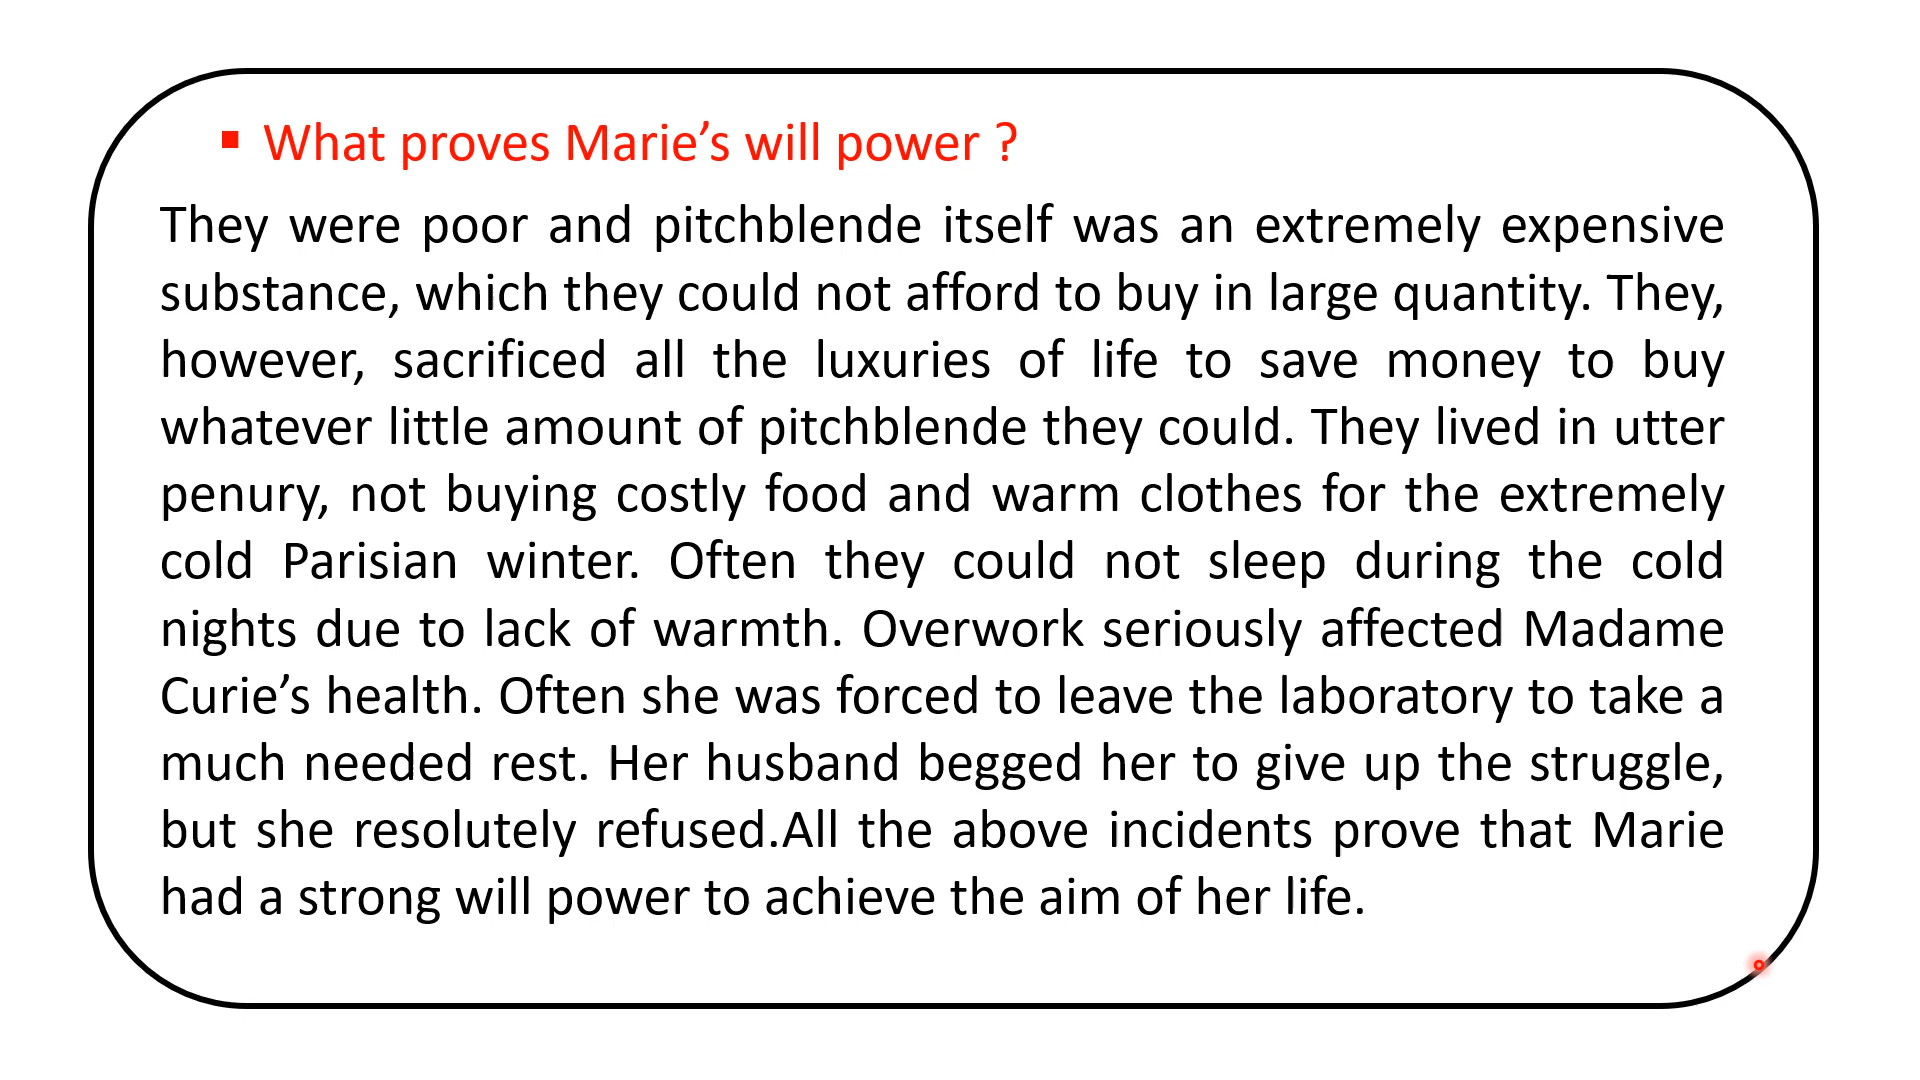 ▪ What proves Marie’s will power ?
They were poor and pitchblende itself was an extremely expensive
substance, which they could not afford to buy in large quantity. They,
however, sacrificed all the luxuries of life to save money to buy
whatever little amount of pitchblende they could. They lived in utter
penury, not buying costly food and warm clothes for the extremely
cold Parisian winter. Often they could not sleep during the cold
nights due to lack of warmth. Overwork seriously affected Madame
Curie’s health. Often she was forced to leave the laboratory to take a
much needed rest. Her husband begged her to give up the struggle,
but she resolutely refused.All the above incidents prove that Marie
had a strong will power to achieve the aim of her life.